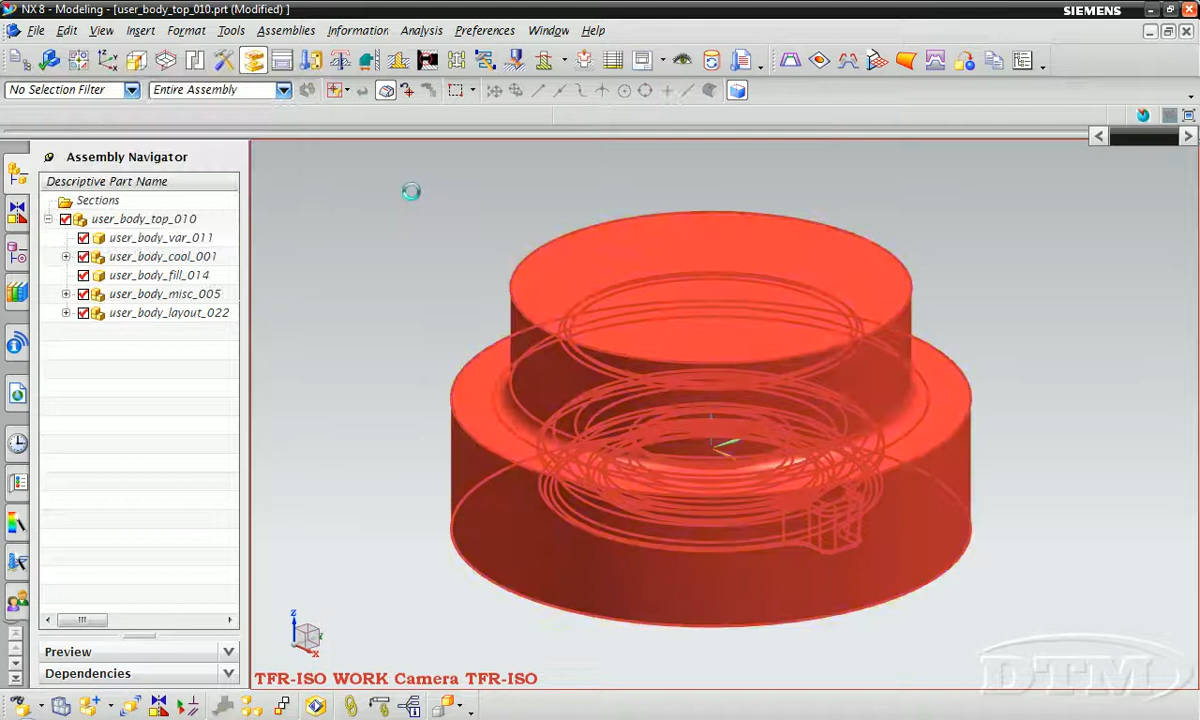 NX 8 - Modeling - [user_body_top_010.prt (Modified) ]
SIEMENS
File Edit View Insert Format Tools Assemblies Information Analysis Preferences Window Help
No Selection Filter Entire Assembly
Assembly Navigator
Descriptive Part Name
Sections
user_body_top_010
user_body_var_011
user_body_cool_001
user_body_fill_014
user_body_misc_005
user_body_layout_022
Preview
Dependencies
Z
X
TFR-ISO WORK Camera TFR-ISO
DTM